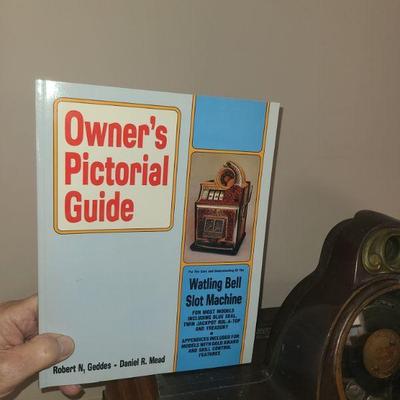 Owner's
Pictorial
Guide
For The Care and Understanding Of The
Watling Bell
Slot Machine
FOR MOST MODELS
INCLUDING BLUE SEAL,
TWIN JACKPOT ROL-A-TOP
AND TREASURY
APPENDICES INCLUDED FOR
MODELS WITH GOLD AWARD
AND SKILL CONTROL
FEATURES
Robert N. Geddes • Daniel R. Mead